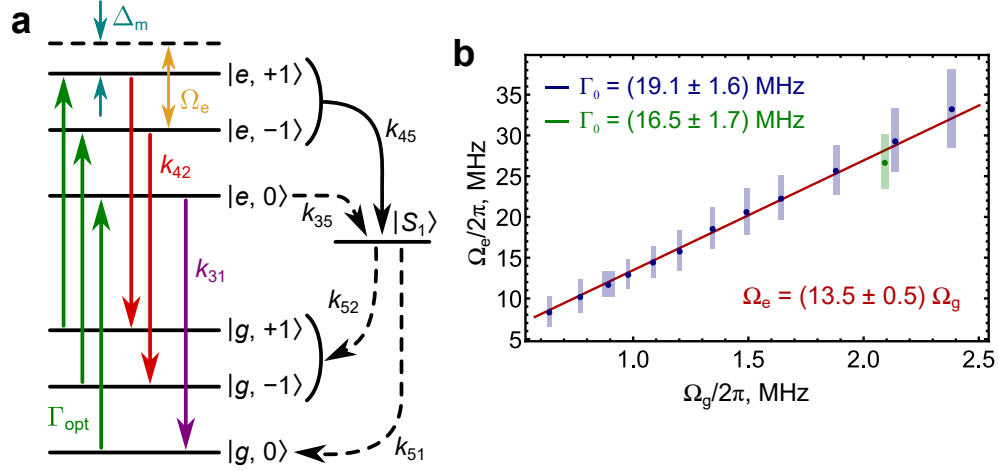 a
Δm
|e, +1⟩
Ωe
|e, −1⟩
k45
k42
|e, 0⟩
k35
|S1⟩
k31
k52
|g, +1⟩
|g, −1⟩
Γopt
|g, 0⟩
k51
b
Γ0 = (19.1 ± 1.6) MHz
Γ0 = (16.5 ± 1.7) MHz
Ωe/2π, MHz
35
30
25
20
15
10
5
Ωe = (13.5 ± 0.5) Ωg
1.0 1.5 2.0 2.5
Ωg/2π, MHz